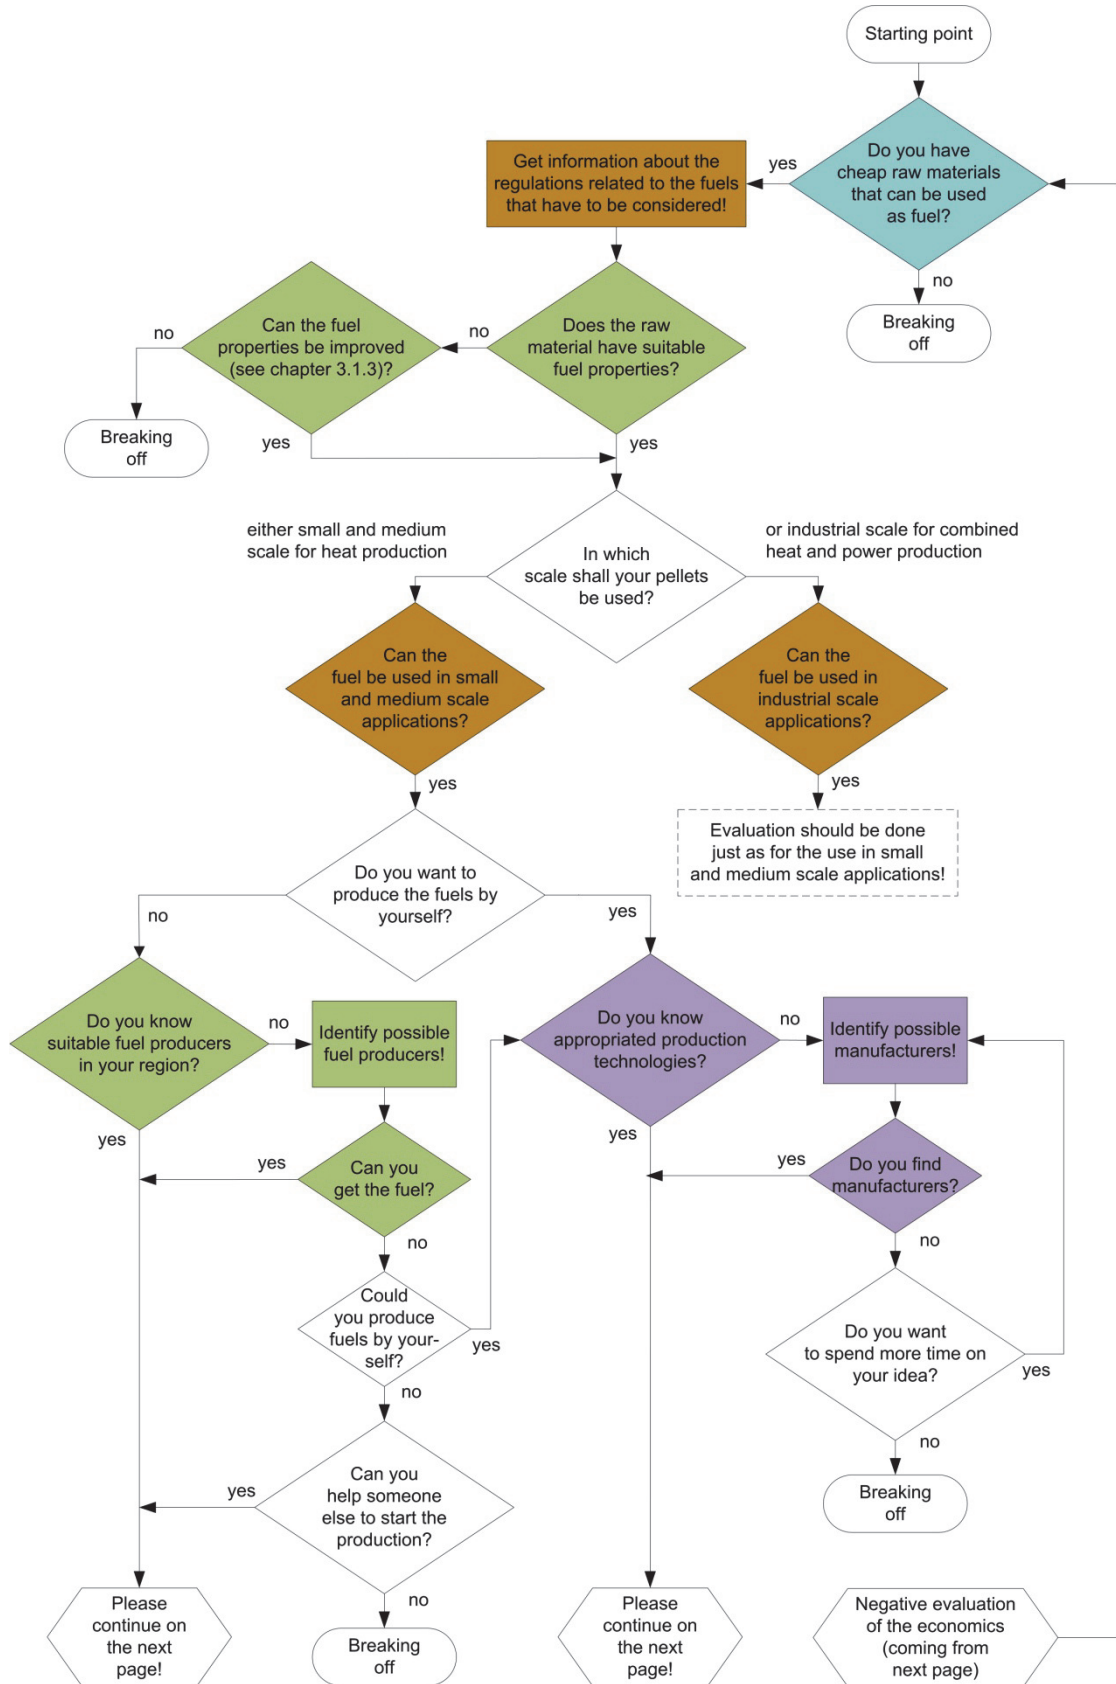 Starting point
Do you have
cheap raw materials
that can be used
as fuel?
yes
no
Breaking
off
Get information about the
regulations related to the fuels
that have to be considered!
Does the raw
material have suitable
fuel properties?
no
yes
Can the fuel
properties be improved
(see chapter 3.1.3)?
no
yes
Breaking
off
In which
scale shall your pellets
be used?
either small and medium
scale for heat production
or industrial scale for combined
heat and power production
Can the
fuel be used in small
and medium scale
applications?
yes
Can the
fuel be used in
industrial scale
applications?
yes
Evaluation should be done
just as for the use in small
and medium scale applications!
Do you want to
produce the fuels by
yourself?
no
yes
Do you know
suitable fuel producers
in your region?
no
yes
Identify possible
fuel producers!
Can you
get the fuel?
yes
no
Could
you produce
fuels by your-
self?
yes
no
Can you
help someone
else to start the
production?
yes
no
Breaking
off
Please
continue on
the next
page!
Do you know
appropriated production
technologies?
no
yes
Identify possible
manufacturers!
Do you find
manufacturers?
yes
no
Do you want
to spend more time on
your idea?
yes
no
Breaking
off
Please
continue on
the next
page!
Negative evaluation
of the economics
(coming from
next page)